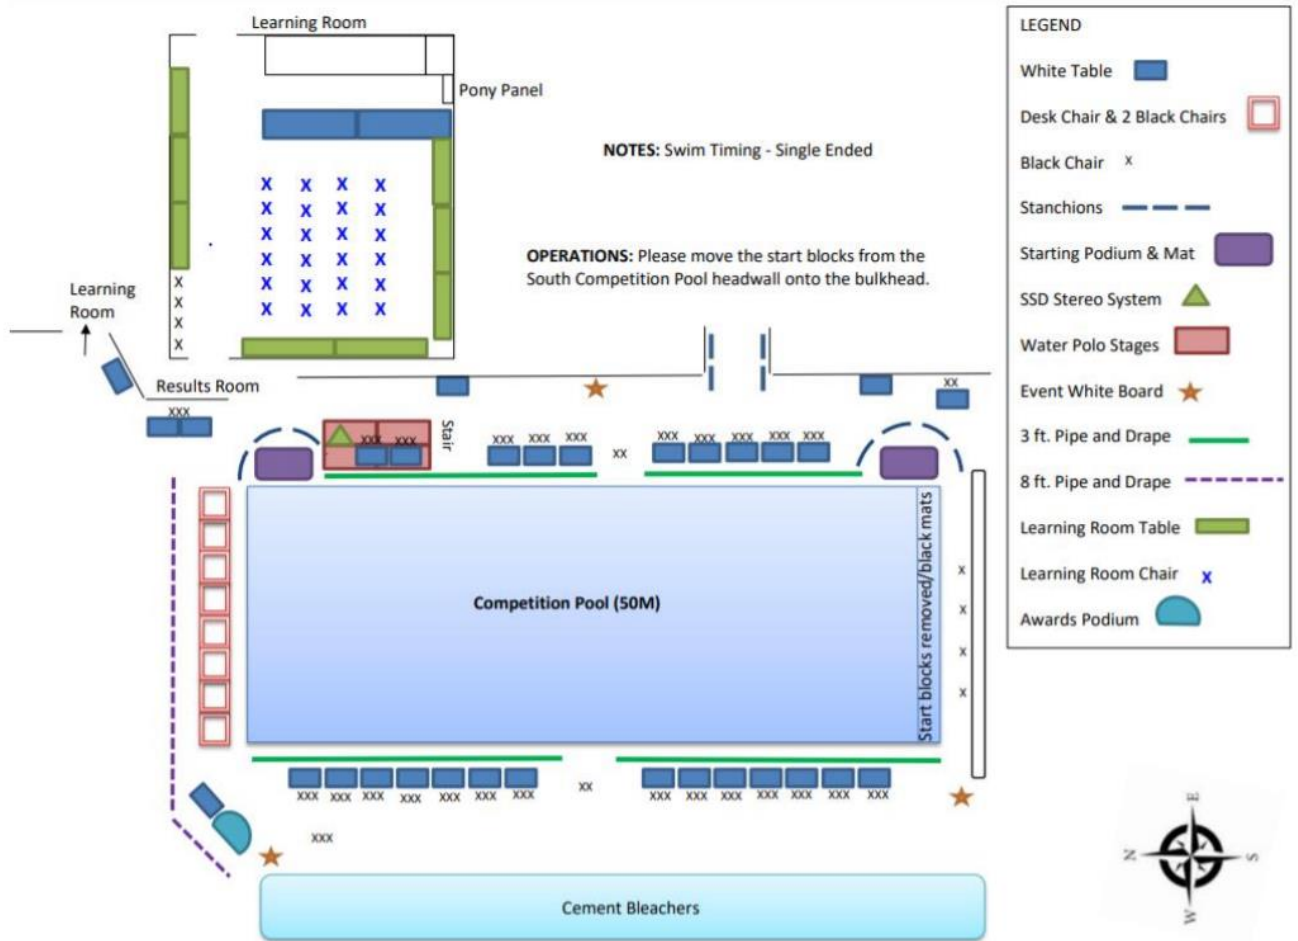 Learning Room
Pony Panel
NOTES: Swim Timing - Single Ended
OPERATIONS: Please move the start blocks from the
South Competition Pool headwall onto the bulkhead.
X X X X
X X X X
X X X X
X X X X
X X X X
X X X X
X
X
X
X
Learning
Room
Results Room
XXX
XX
Stair
XXX XXX
XXX XXX XXX
XX
XXX XXX XXX XXX XXX
Competition Pool (50M)
Start blocks removed/black mats
X
X
X
X
XXX XXX XXX XXX XXX XXX XXX
XX
XXX XXX XXX XXX XXX XXX XXX
XXX
Cement Bleachers
LEGEND
White Table
Desk Chair & 2 Black Chairs
Black Chair X
Stanchions
Starting Podium & Mat
SSD Stereo System
Water Polo Stages
Event White Board
3 ft. Pipe and Drape
8 ft. Pipe and Drape
Learning Room Table
Learning Room Chair X
Awards Podium
E
N
S
W